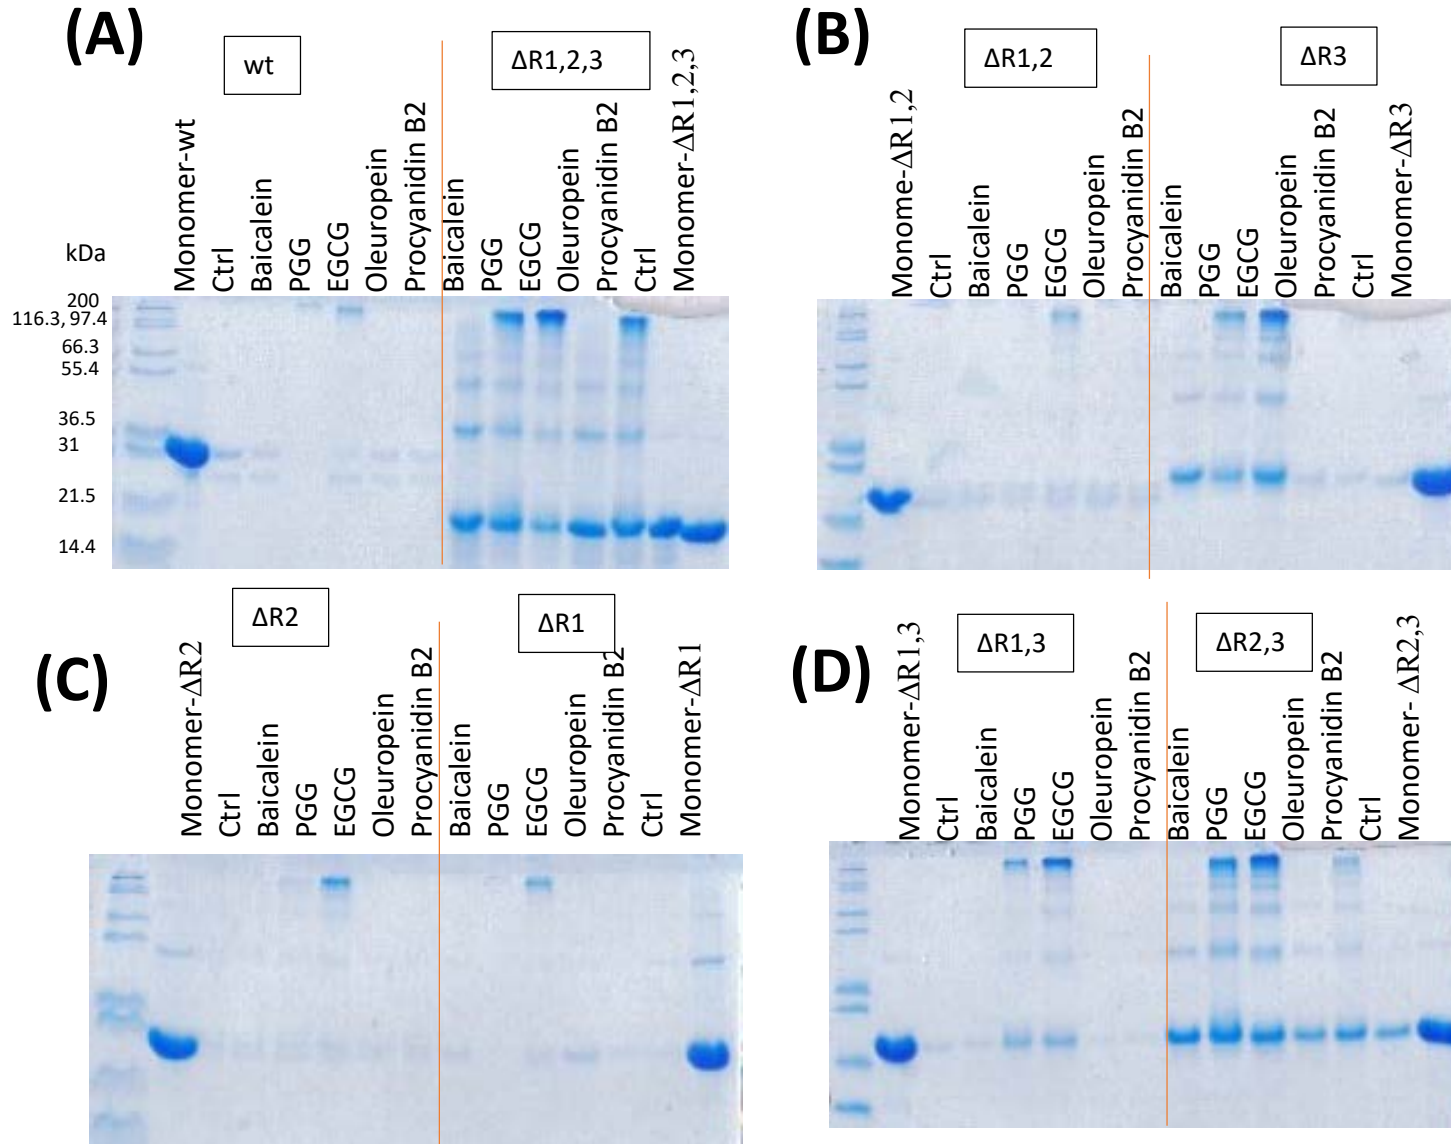 (A)
wt
ΔR1,2,3
Monomer-wt
Ctrl
Baicalein
PGG
EGCG
Oleuropein
Procyanidin B2
Baicalein
PGG
EGCG
Oleuropein
Procyanidin B2
Ctrl
Monomer-ΔR1,2,3
kDa
200
116.3, 97.4
66.3
55.4
36.5
31
21.5
14.4
(B)
ΔR1,2
ΔR3
Monome-ΔR1,2
Ctrl
Baicalein
PGG
EGCG
Oleuropein
Procyanidin B2
Baicalein
PGG
EGCG
Oleuropein
Procyanidin B2
Ctrl
Monomer-ΔR3
(C)
ΔR2
ΔR1
Monomer-ΔR2
Ctrl
Baicalein
PGG
EGCG
Oleuropein
Procyanidin B2
Baicalein
PGG
EGCG
Oleuropein
Procyanidin B2
Ctrl
Monomer-ΔR1
(D)
ΔR1,3
ΔR2,3
Monomer-ΔR1,3
Ctrl
Baicalein
PGG
EGCG
Oleuropein
Procyanidin B2
Baicalein
PGG
EGCG
Oleuropein
Procyanidin B2
Ctrl
Monomer- ΔR2,3